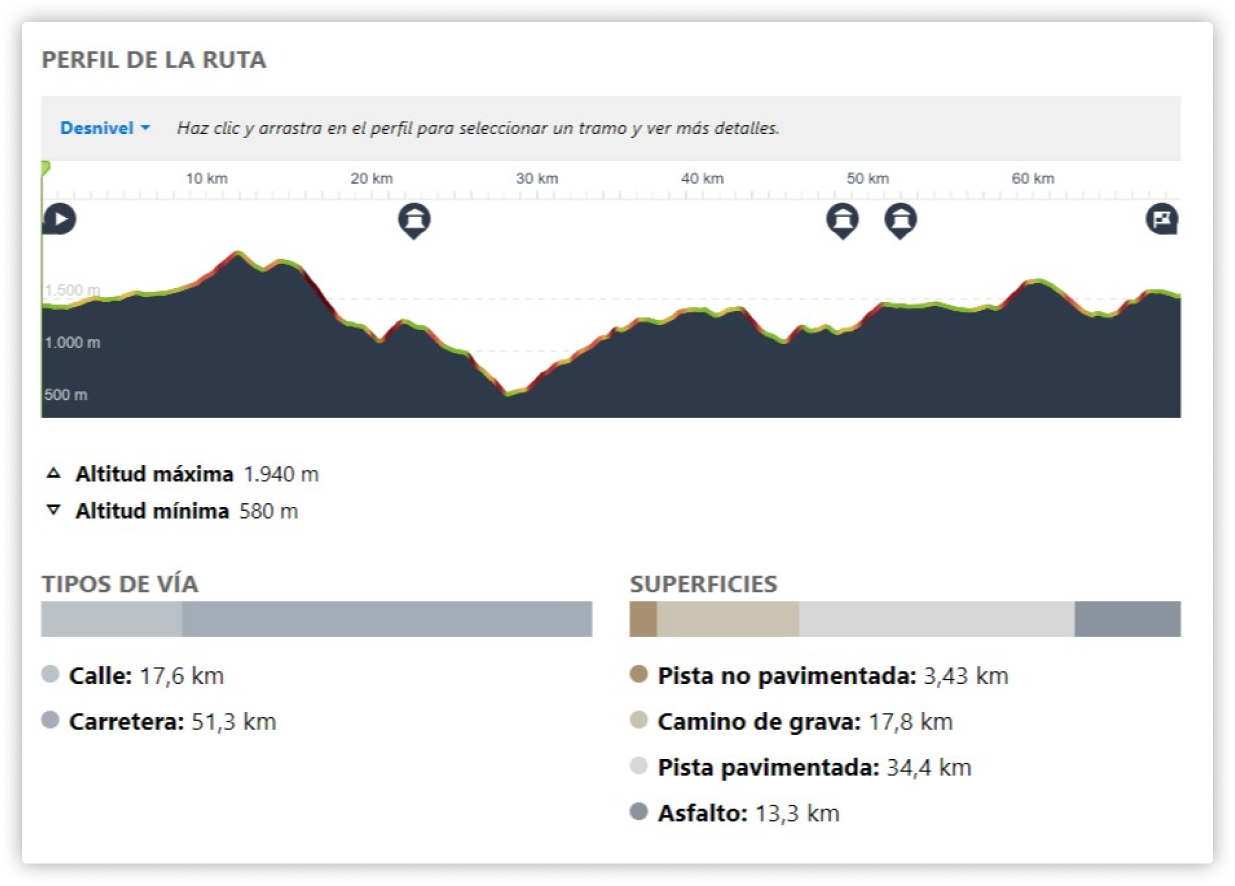 PERFIL DE LA RUTA
Desnivel Haz clic y arrastra en el perfil para seleccionar un tramo y ver más detalles.
10 km 20 km 30 km 40 km 50 km 60 km
1.500 m
1.000 m
500 m
Altitud máxima 1.940 m
Altitud mínima 580 m
TIPOS DE VÍA
Calle: 17,6 km
Carretera: 51,3 km
SUPERFICIES
Pista no pavimentada: 3,43 km
Camino de grava: 17,8 km
Pista pavimentada: 34,4 km
Asfalto: 13,3 km